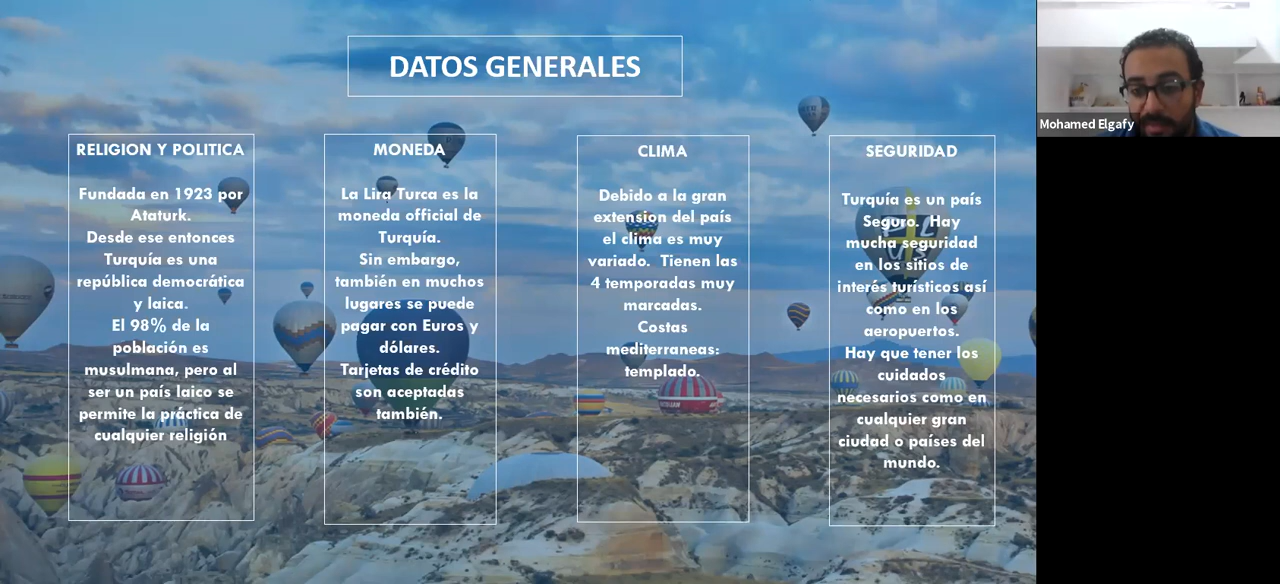 DATOS GENERALES
RELIGION Y POLITICA
Fundada en 1923 por
Ataturk.
Desde ese entonces
Turquía es una
república democrática
y laica.
El 98% de la
población es
musulmana, pero al
ser un país laico se
permite la práctica de
cualquier religión
MONEDA
La Lira Turca es la
moneda official de
Turquía.
Sin embargo,
también en muchos
lugares se puede
pagar con Euros y
dólares.
Tarjetas de crédito
son aceptadas
también.
CLIMA
Debido a la gran
extension del país
el clima es muy
variado.  Tienen las
4 temporadas muy
marcadas.
Costas
mediterraneas:
templado.
SEGURIDAD
Turquía es un país
Seguro.  Hay
mucha seguridad
en los sitios de
interés turísticos así
como en los
aeropuertos.
Hay que tener los
cuidados
necesarios como en
cualquier gran
ciudad o países del
mundo.
Mohamed Elgafy